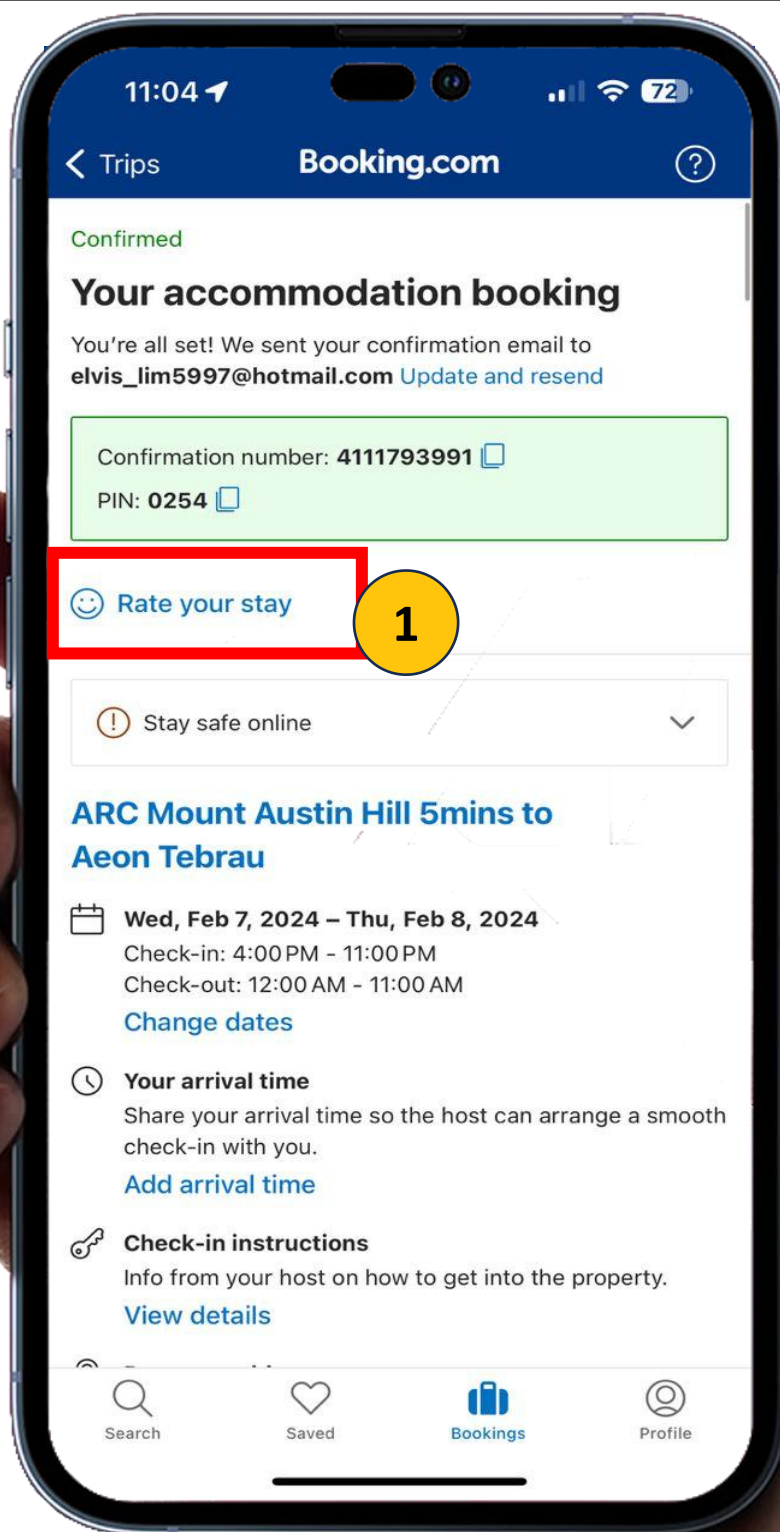 11:04
72
Trips
Booking.com
?
Confirmed
Your accommodation booking
You're all set! We sent your confirmation email to
elvis_lim5997@hotmail.com Update and resend
Confirmation number: 4111793991
PIN: 0254
Rate your stay
1
Stay safe online
ARC Mount Austin Hill 5mins to
Aeon Tebrau
Wed, Feb 7, 2024 – Thu, Feb 8, 2024
Check-in: 4:00 PM - 11:00 PM
Check-out: 12:00 AM - 11:00 AM
Change dates
Your arrival time
Share your arrival time so the host can arrange a smooth
check-in with you.
Add arrival time
Check-in instructions
Info from your host on how to get into the property.
View details
Search
Saved
Bookings
Profile